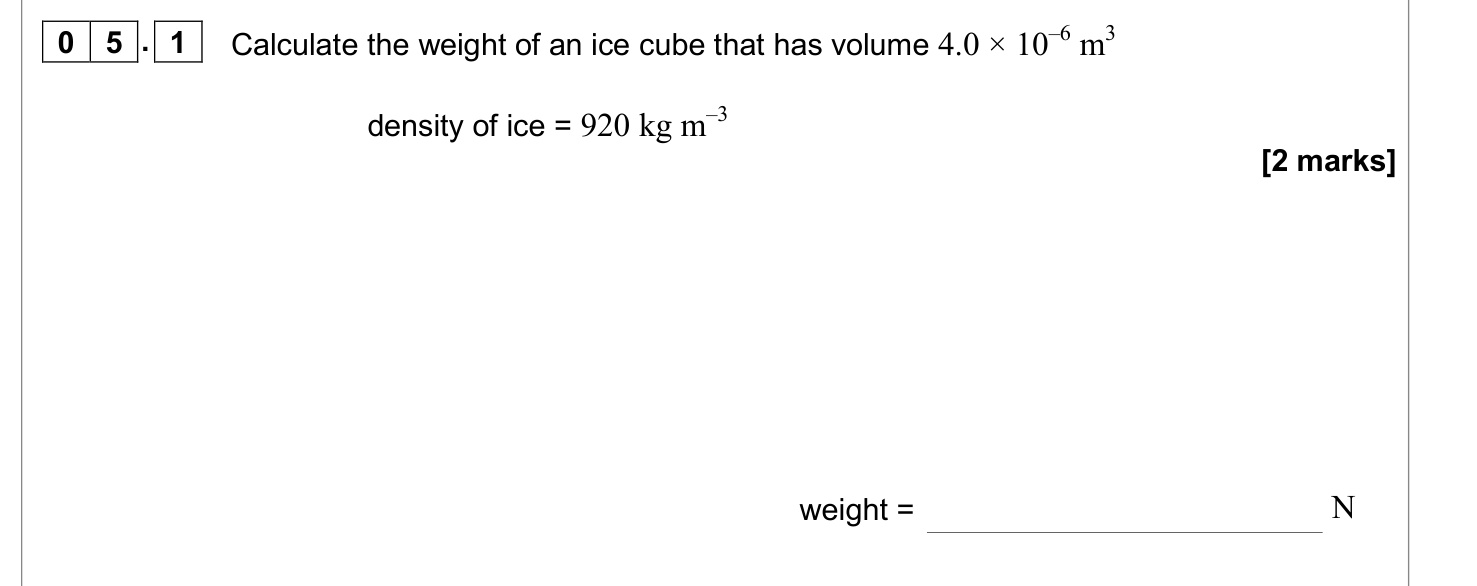 0 5 . 1 Calculate the weight of an ice cube that has volume 4.0 × 10⁻⁶ m³
density of ice = 920 kg m⁻³
[2 marks]
weight = N